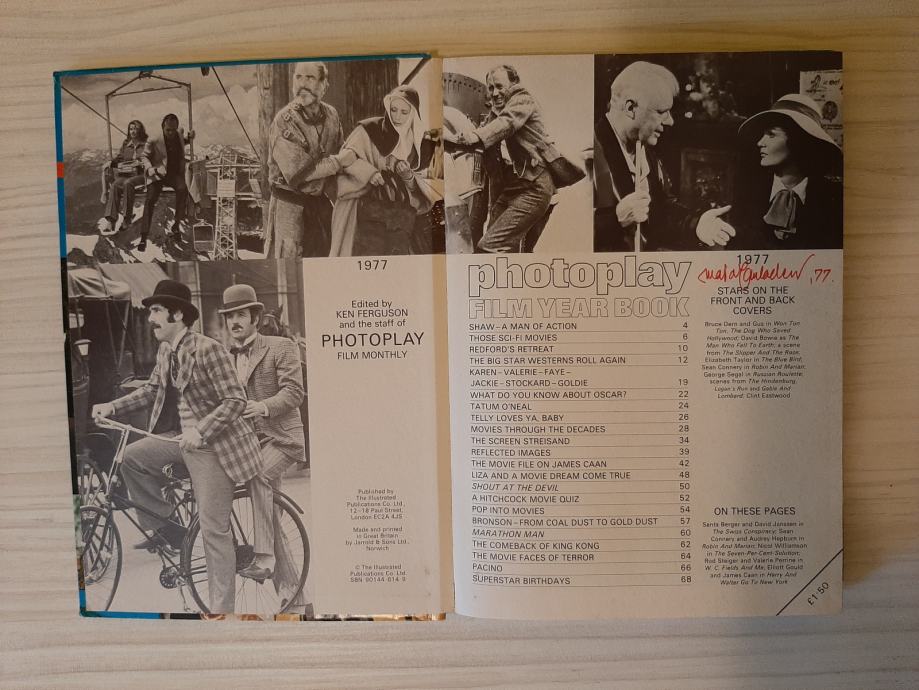 1977
Edited by
KEN FERGUSON
and the staff of
PHOTOPLAY
FILM MONTHLY
Published by
The Illustrated
Publications Co. Ltd.,
12-18 Paul Street,
London EC2A 4JS
Made and printed
in Great Britain
by Jarrold & Sons Ltd.,
Norwich
© The Illustrated
Publications Co. Ltd.
SBN 90144 614 9
photoplay
FILM YEAR BOOK
SHAW – A MAN OF ACTION 4
THOSE SCI-FI MOVIES 6
REDFORD'S RETREAT 10
THE BIG STAR WESTERNS ROLL AGAIN 12
KAREN – VALERIE – FAYE –
JACKIE – STOCKARD – GOLDIE 19
WHAT DO YOU KNOW ABOUT OSCAR? 22
TATUM O'NEAL 24
TELLY LOVES YA, BABY 26
MOVIES THROUGH THE DECADES 28
THE SCREEN STREISAND 34
REFLECTED IMAGES 39
THE MOVIE FILE ON JAMES CAAN 42
LIZA AND A MOVIE DREAM COME TRUE 48
SHOUT AT THE DEVIL 50
A HITCHCOCK MOVIE QUIZ 52
POP INTO MOVIES 54
BRONSON – FROM COAL DUST TO GOLD DUST 57
MARATHON MAN 60
THE COMEBACK OF KING KONG 62
THE MOVIE FACES OF TERROR 64
PACINO 66
SUPERSTAR BIRTHDAYS 68
1977
,77.
STARS ON THE
FRONT AND BACK
COVERS
Bruce Dern and Gus in Won Ton
Ton, The Dog Who Saved
Hollywood; David Bowie as The
Man Who Fell To Earth; a scene
from The Slipper And The Rose;
Elizabeth Taylor in The Blue Bird;
Sean Connery in Robin and Marian;
George Segal in Russian Roulette;
scenes from The Hindenburg,
Logan's Run and Gable And
Lombard; Clint Eastwood
ON THESE PAGES
Santa Berger and David Janssen in
The Swiss Conspiracy; Sean
Connery and Audrey Hepburn in
Robin And Marian; Nicol Williamson
in The Seven-Per-Cent-Solution;
Rod Steiger and Valerie Perrine in
W. C. Fields And Me; Elliott Gould
and James Caan in Harry And
Walter Go To New York
£1·50